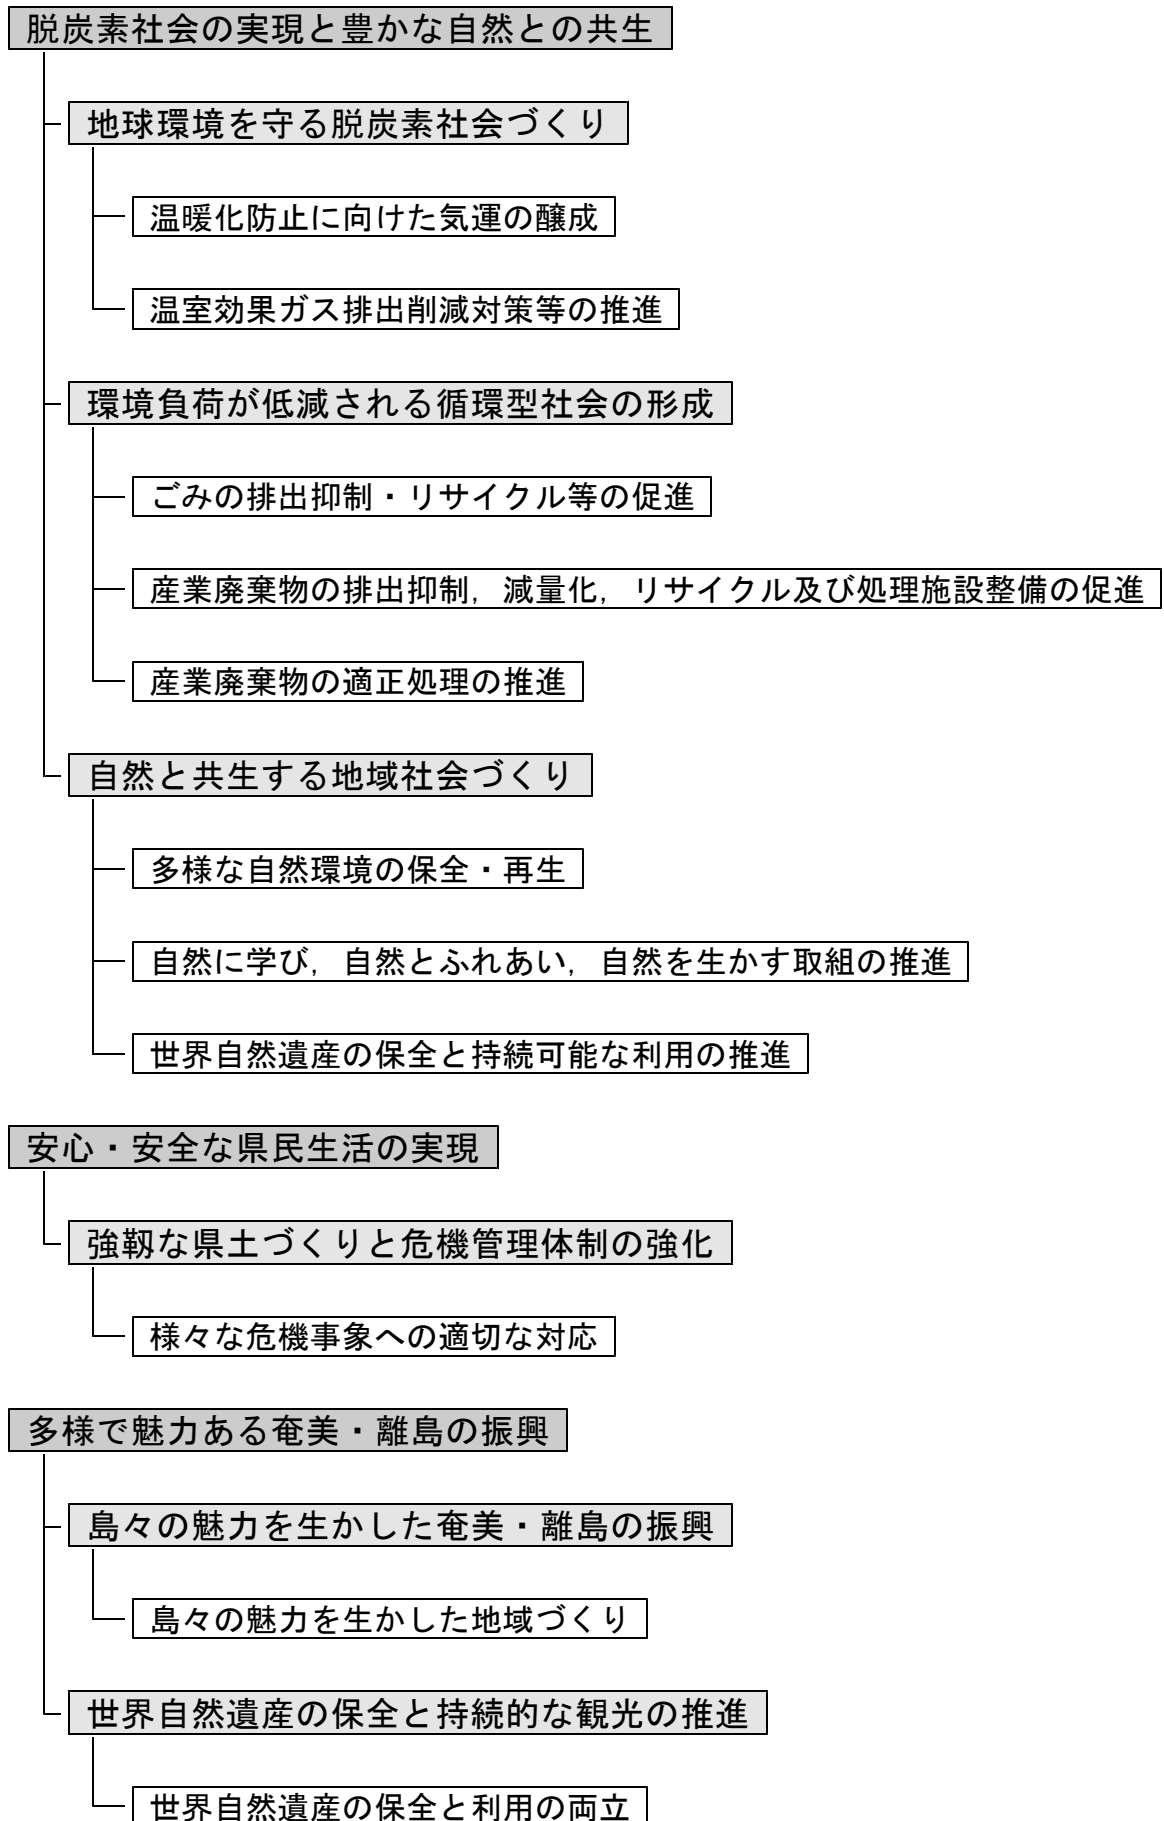 脱炭素社会の実現と豊かな自然との共生
地球環境を守る脱炭素社会づくり
温暖化防止に向けた気運の醸成
温室効果ガス排出削減対策等の推進
環境負荷が低減される循環型社会の形成
ごみの排出抑制・リサイクル等の促進
産業廃棄物の排出抑制，減量化，リサイクル及び処理施設整備の促進
産業廃棄物の適正処理の推進
自然と共生する地域社会づくり
多様な自然環境の保全・再生
自然に学び，自然とふれあい，自然を生かす取組の推進
世界自然遺産の保全と持続可能な利用の推進
安心・安全な県民生活の実現
強靱な県土づくりと危機管理体制の強化
様々な危機事象への適切な対応
多様で魅力ある奄美・離島の振興
島々の魅力を生かした奄美・離島の振興
島々の魅力を生かした地域づくり
世界自然遺産の保全と持続的な観光の推進
世界自然遺産の保全と利用の両立